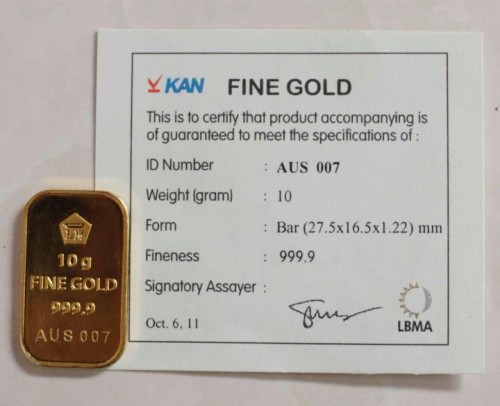 KAN FINE GOLD
This is to certify that product accompanying is
of guaranteed to meet the specifications of :
ID Number : AUS 007
Weight (gram) : 10
Form : Bar (27.5x16.5x1.22) mm
Fineness : 999.9
Signatory Assayer :
Oct. 6, 11
LBMA
10 g
FINE GOLD
999.9
AUS 007